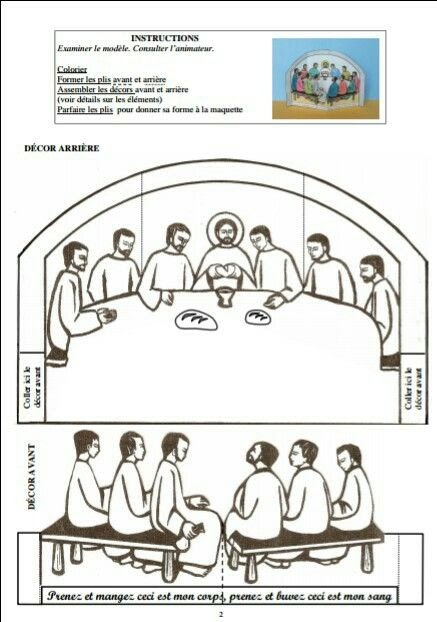 INSTRUCTIONS
Examiner le modèle. Consulter l'animateur.
Colorier
Former les plis avant et arrière
Assembler les décors avant et arrière
(voir détails sur les éléments)
Parfaire les plis pour donner sa forme à la maquette
DÉCOR ARRIÈRE
Coller ici le
décor avant
Coller ici le
décor avant
DÉCOR AVANT
Prenez et mangez ceci est mon corps, prenez et buvez ceci est mon sang
2